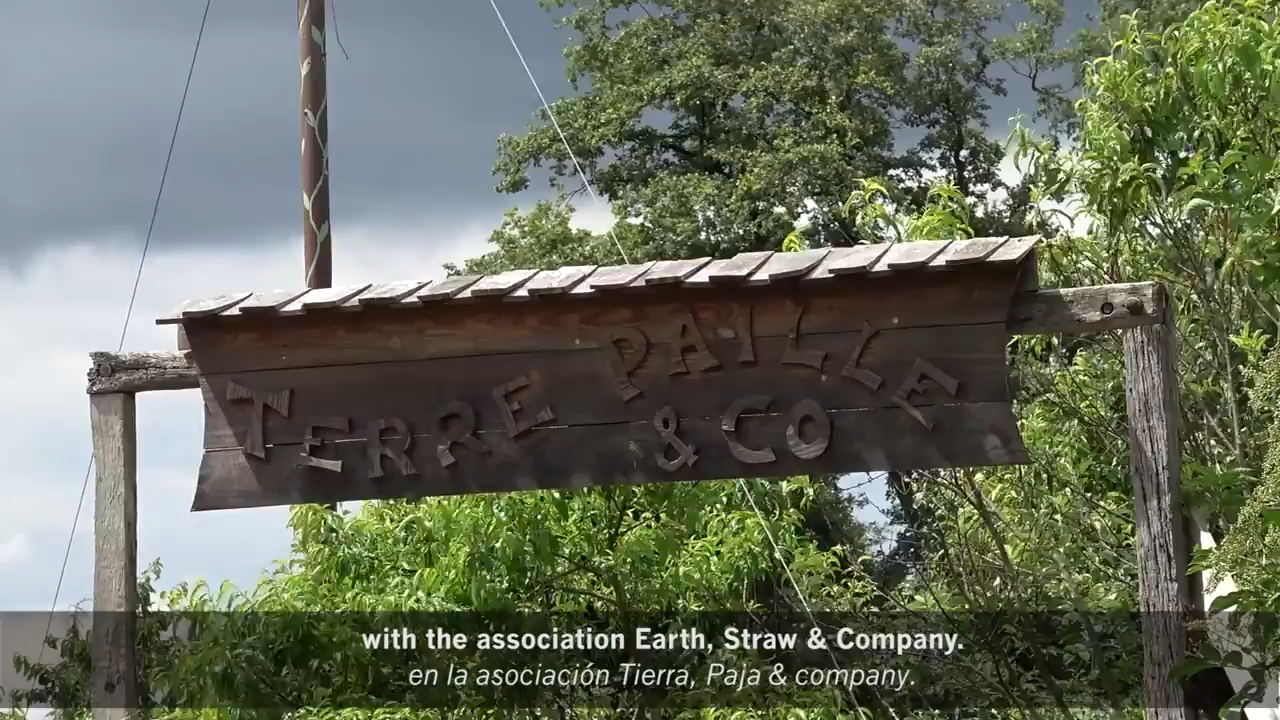 TERRE PAILLE
& CO
with the association Earth, Straw & Company.
en la asociación Tierra, Paja & company.